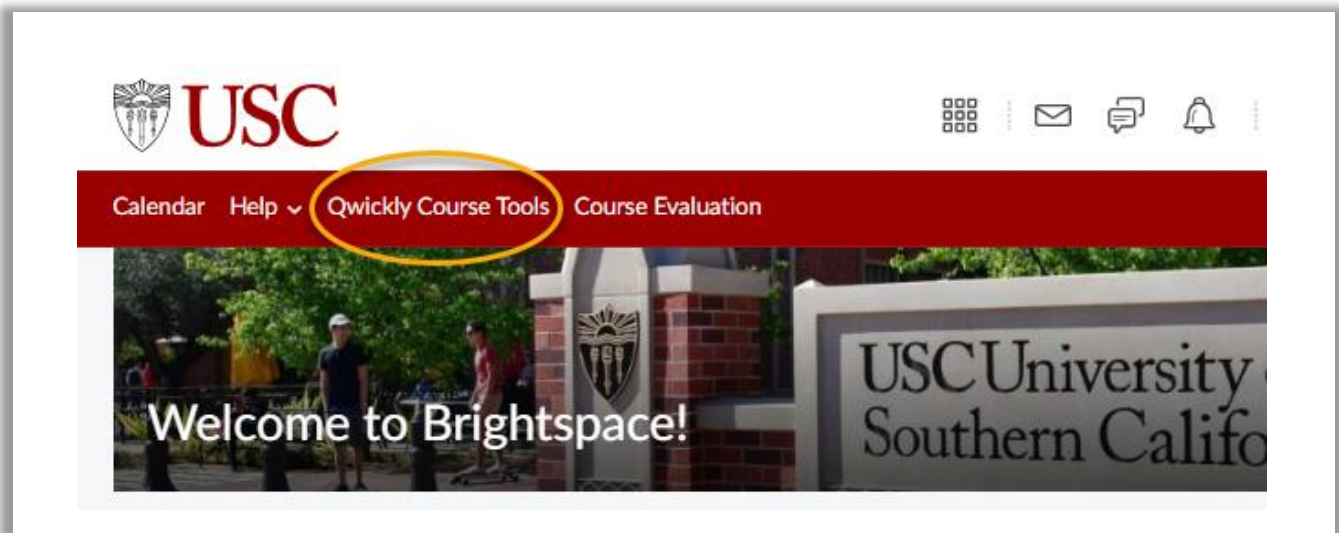 USC
Calendar Help Qwickly Course Tools Course Evaluation
Welcome to Brightspace!
USC University
Southern Califo